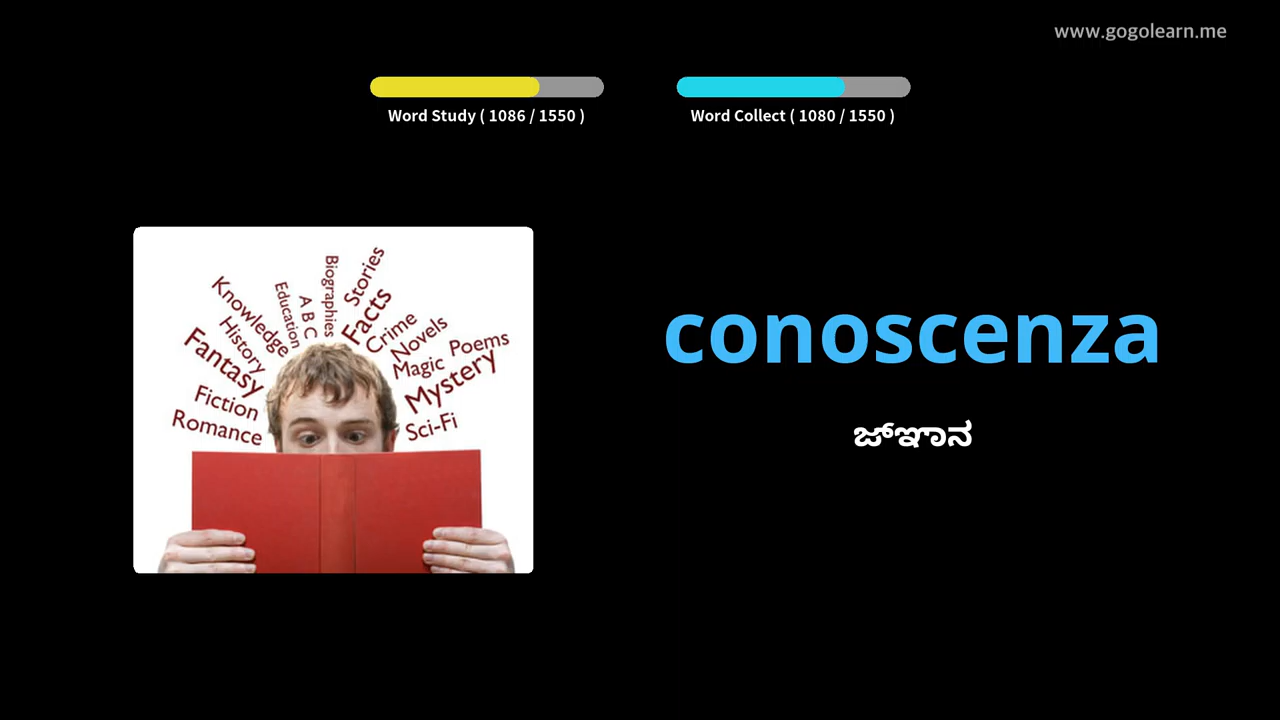 www.gogolearn.me
Word Study ( 1086 / 1550 )
Word Collect ( 1080 / 1550 )
Stories
Biographies
Facts
A B C
Education
Knowledge
Crime
History
Novels
Fantasy
Poems
Magic
Mystery
Fiction
Romance
Sci-Fi
conoscenza
ಜ್ಞಾನ